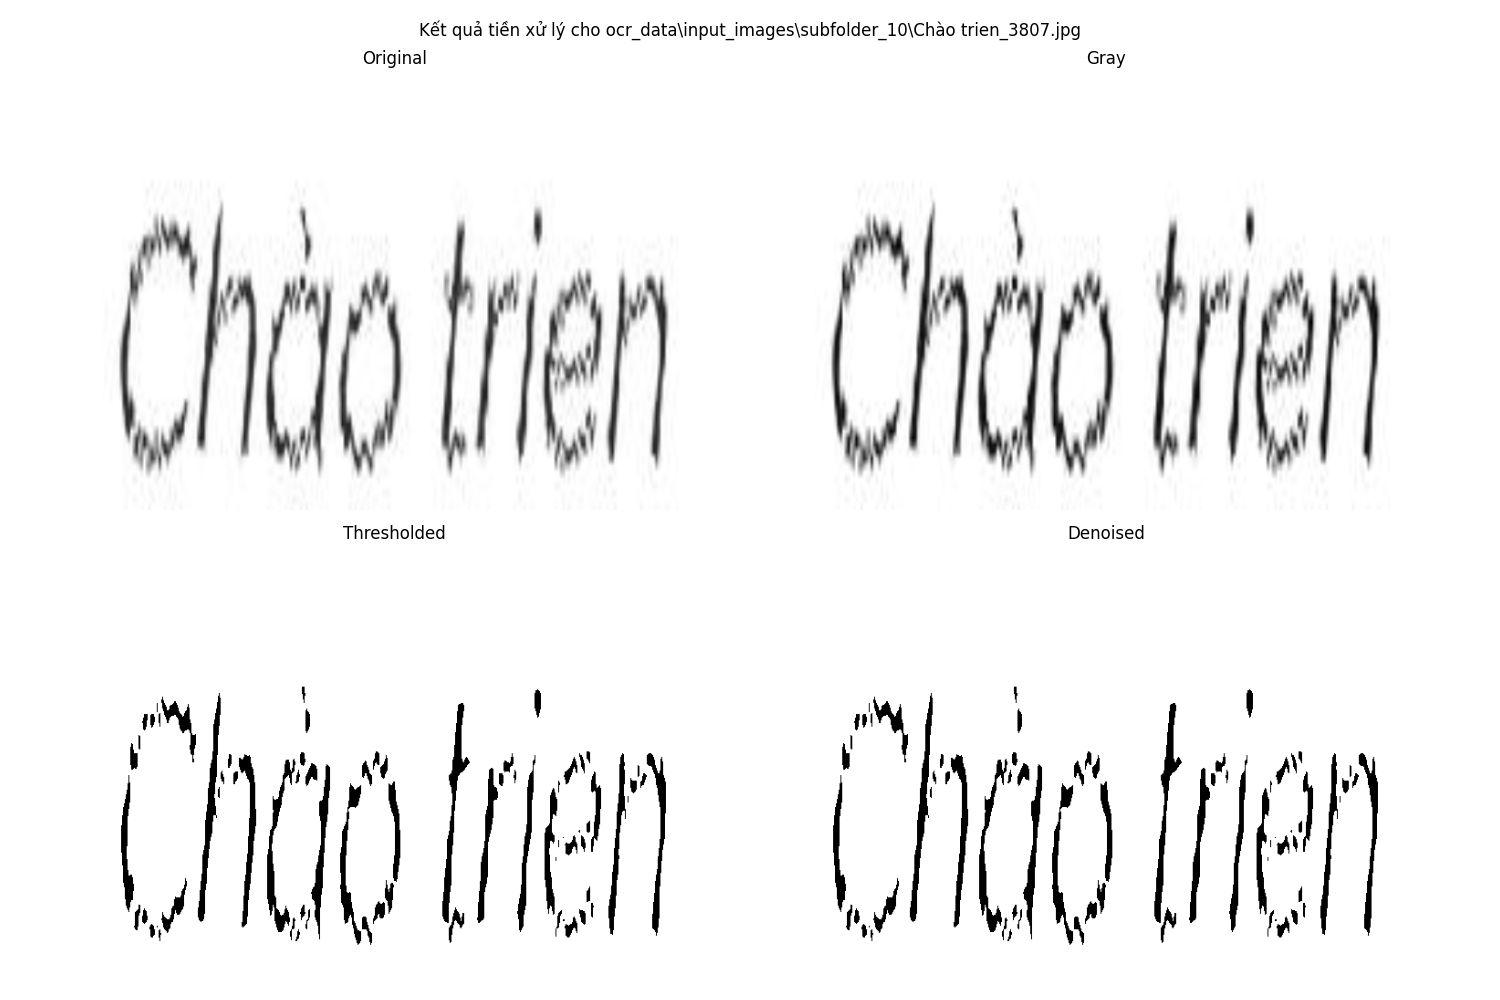 Kết quả tiền xử lý cho ocr_data\input_images\subfolder_10\Chào trien_3807.jpg
Original
Gray
Chào trien
Chào trien
Thresholded
Denoised
Chào trien
Chào trien